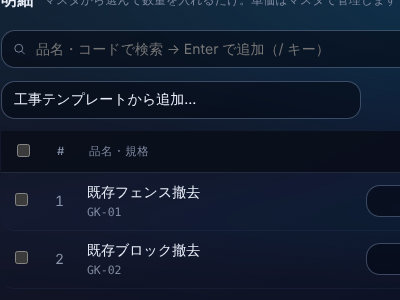 明細 マスタから選んで数量を入れるだけ。単価はマスタで管理します
品名・コードで検索 → Enter で追加（/ キー）
工事テンプレートから追加...
# 品名・規格
1 既存フェンス撤去
GK-01
2 既存ブロック撤去
GK-02